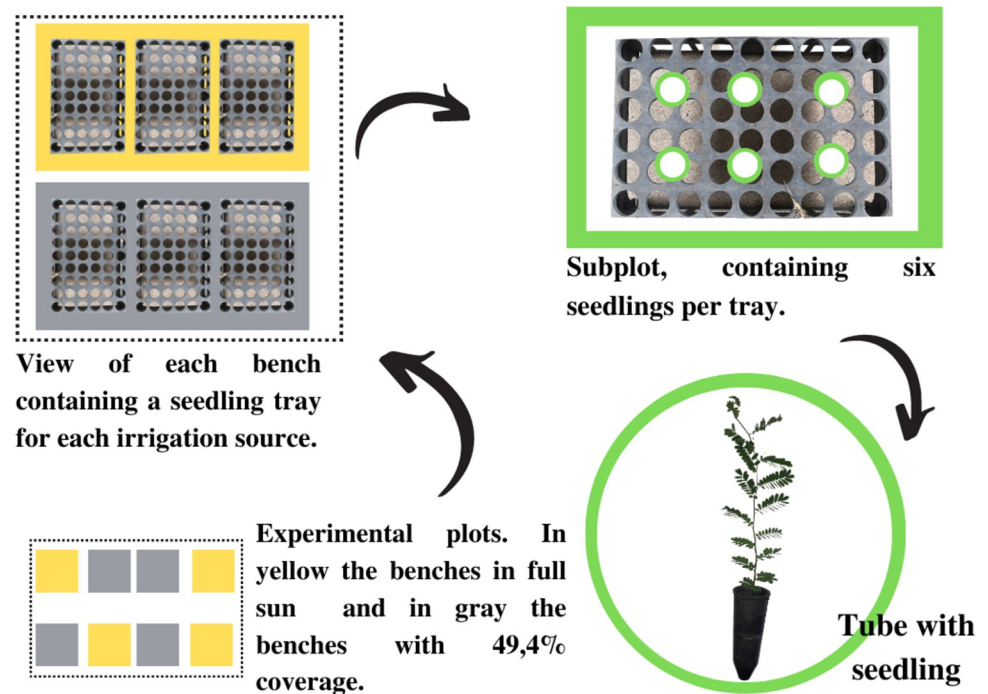 View of each bench
containing a seedling tray
for each irrigation source.
Subplot, containing six
seedlings per tray.
Experimental plots. In
yellow the benches in full
sun and in gray the
benches with 49,4%
coverage.
Tube with
seedling